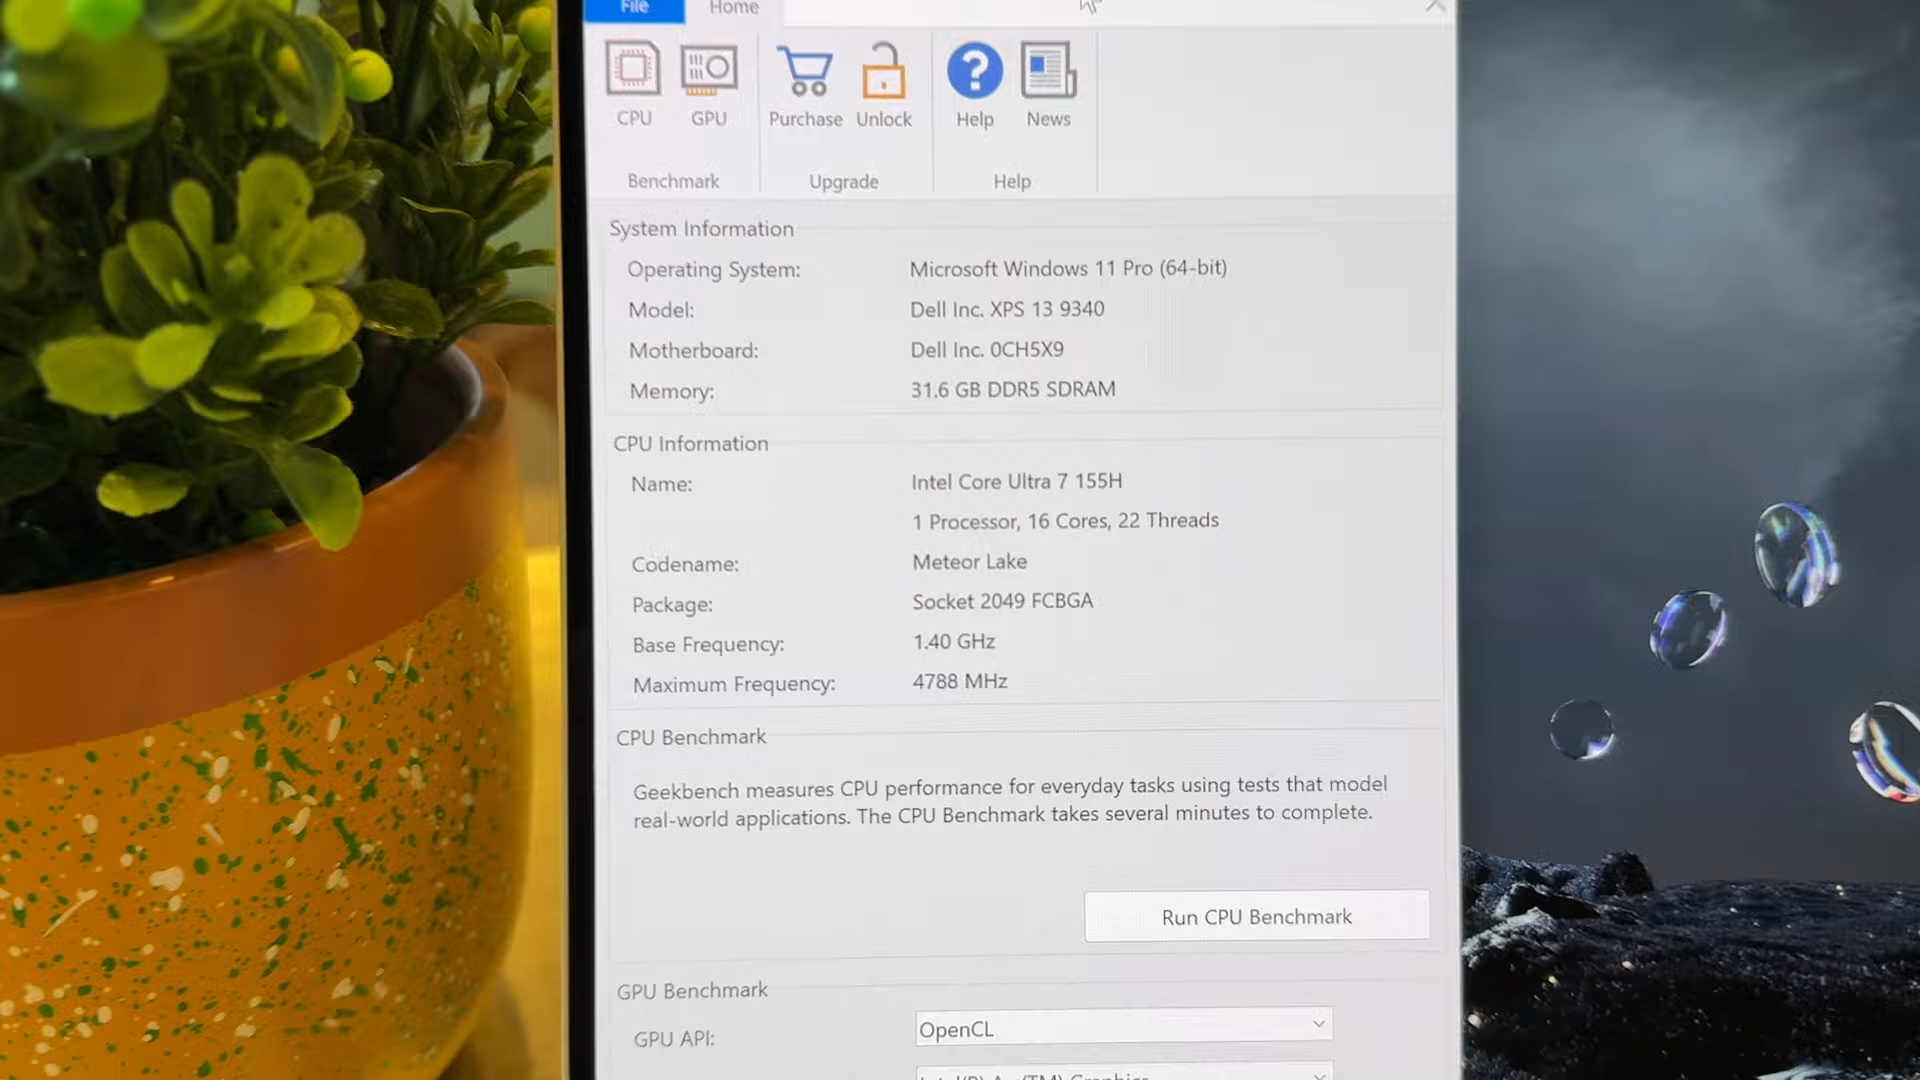 File Home
CPU GPU Purchase Unlock Help News
Benchmark Upgrade Help
System Information
Operating System: Microsoft Windows 11 Pro (64-bit)
Model: Dell Inc. XPS 13 9340
Motherboard: Dell Inc. 0CH5X9
Memory: 31.6 GB DDR5 SDRAM
CPU Information
Name: Intel Core Ultra 7 155H
1 Processor, 16 Cores, 22 Threads
Codename: Meteor Lake
Package: Socket 2049 FCBGA
Base Frequency: 1.40 GHz
Maximum Frequency: 4788 MHz
CPU Benchmark
Geekbench measures CPU performance for everyday tasks using tests that model
real-world applications. The CPU Benchmark takes several minutes to complete.
Run CPU Benchmark
GPU Benchmark
GPU API: OpenCL